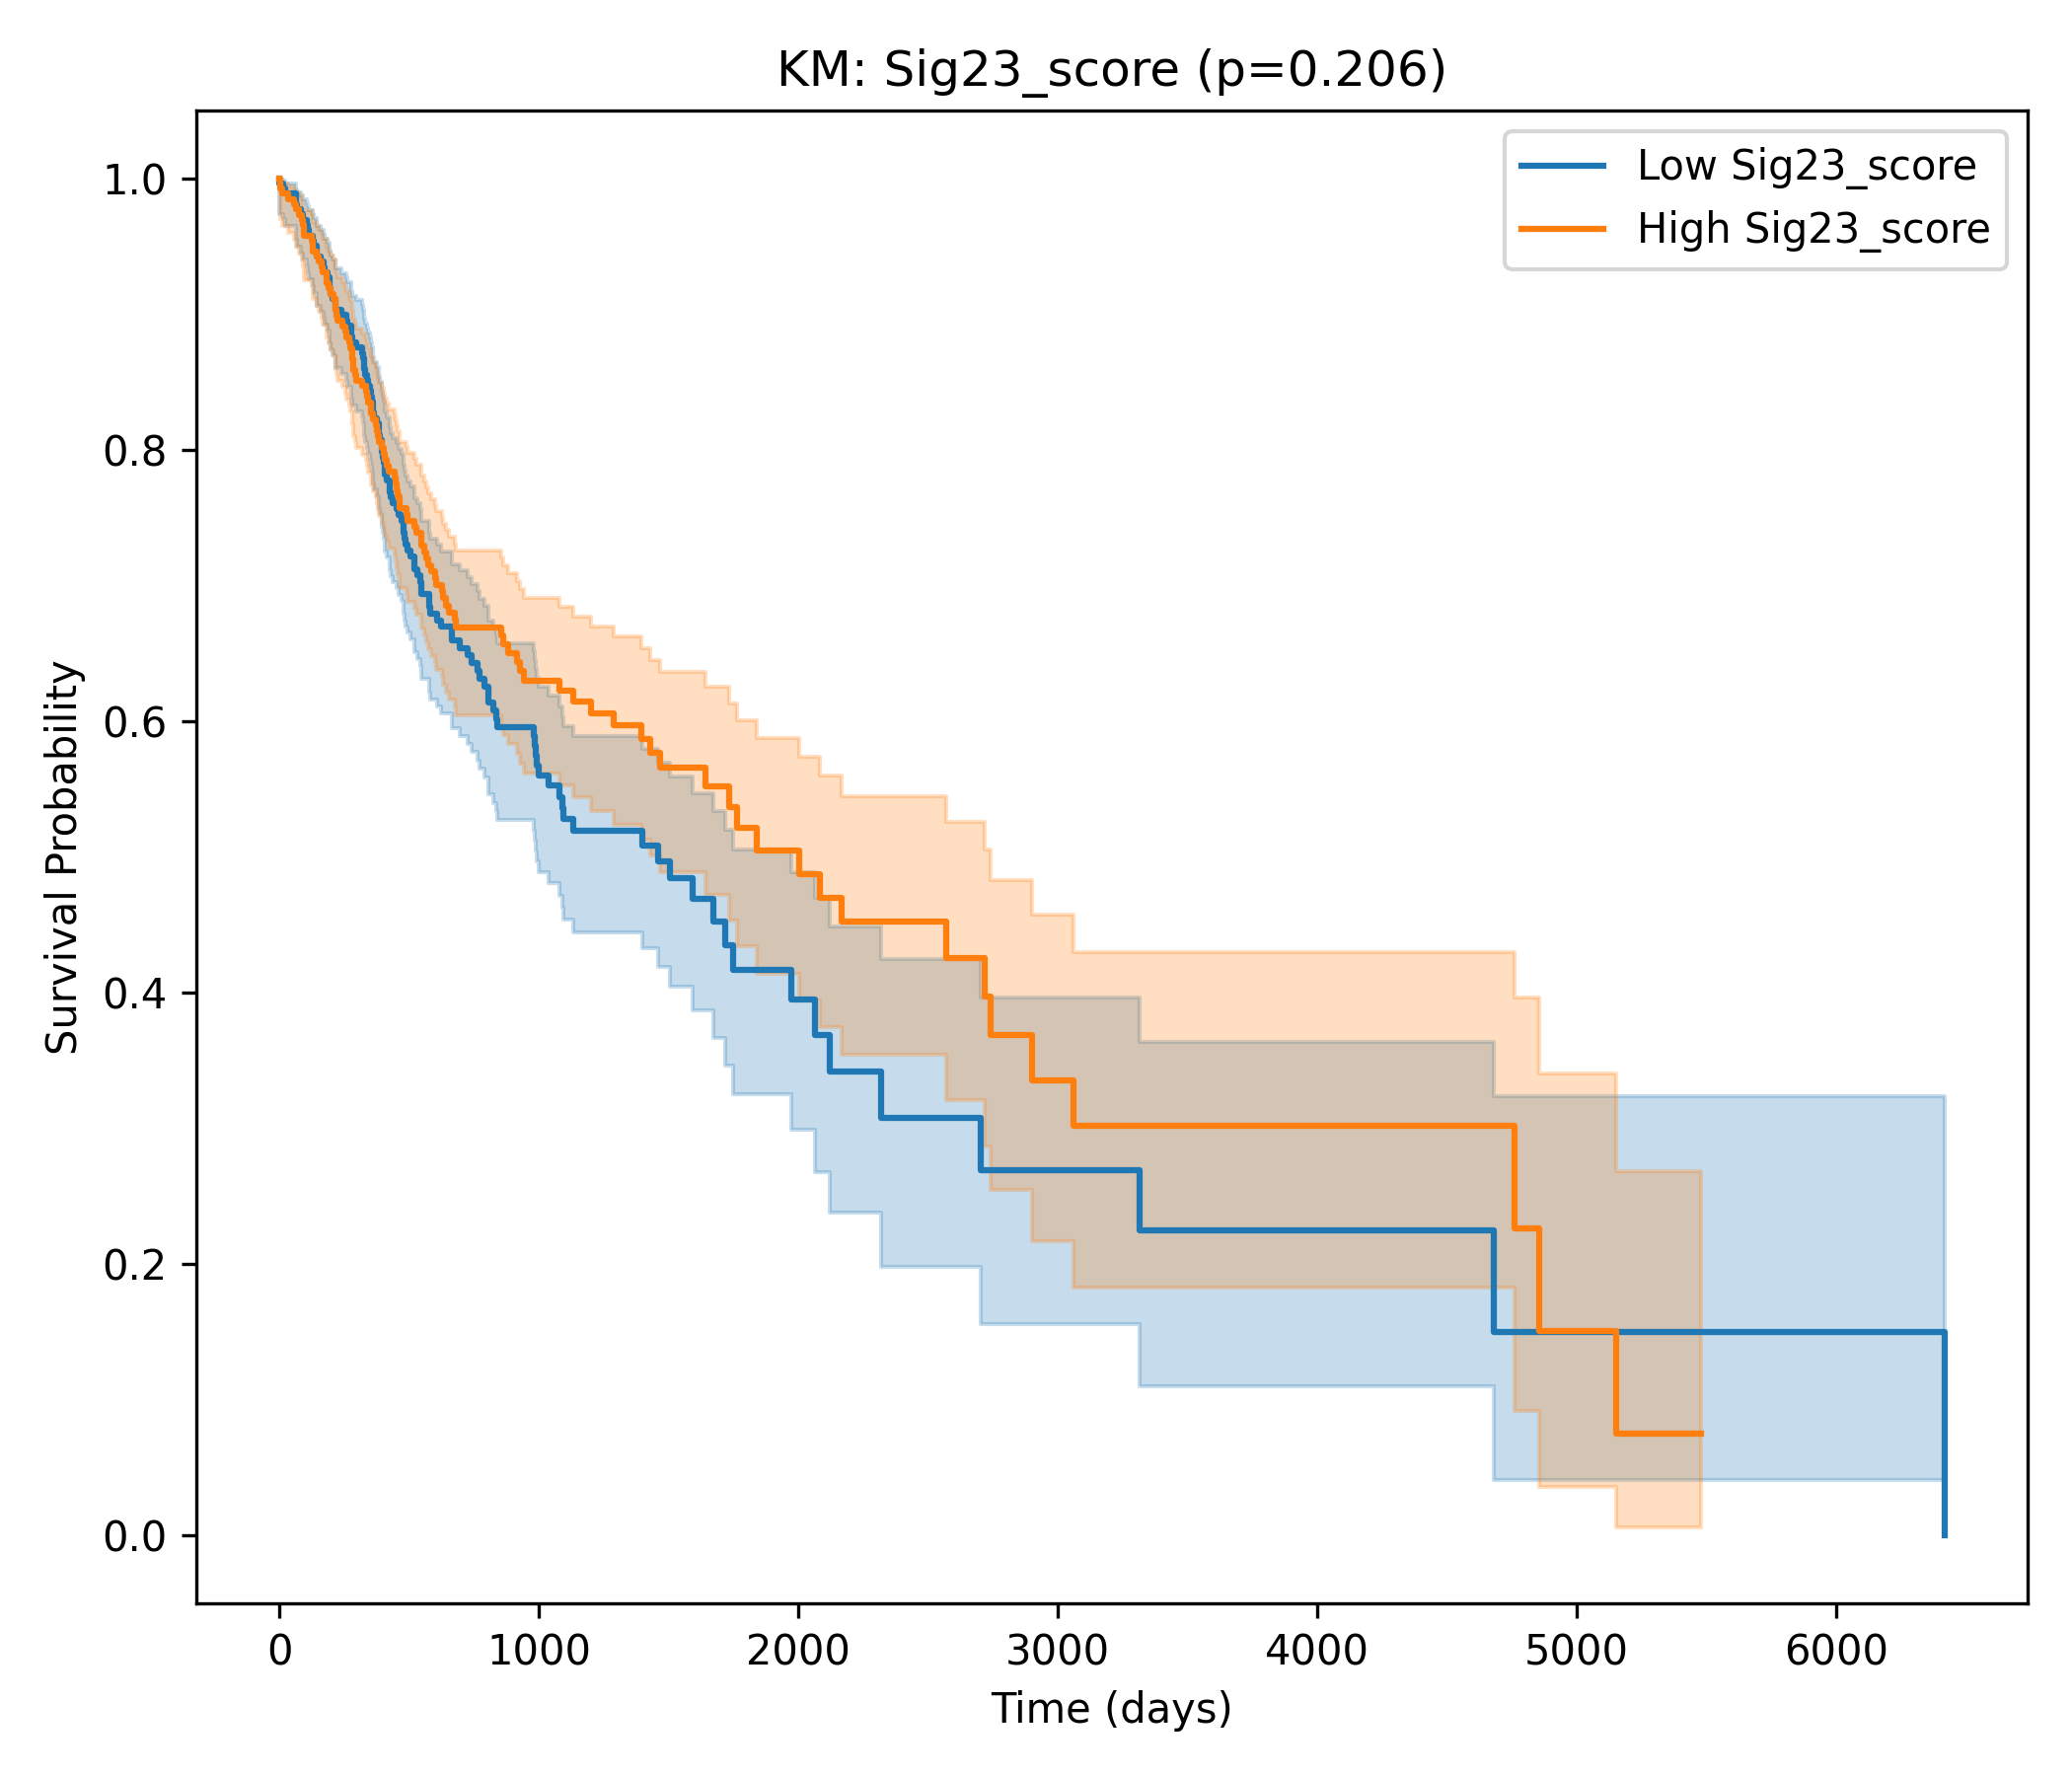 KM: Sig23_score (p=0.206)
Low Sig23_score
High Sig23_score
Survival Probability
1.0
0.8
0.6
0.4
0.2
0.0
0 1000 2000 3000 4000 5000 6000
Time (days)